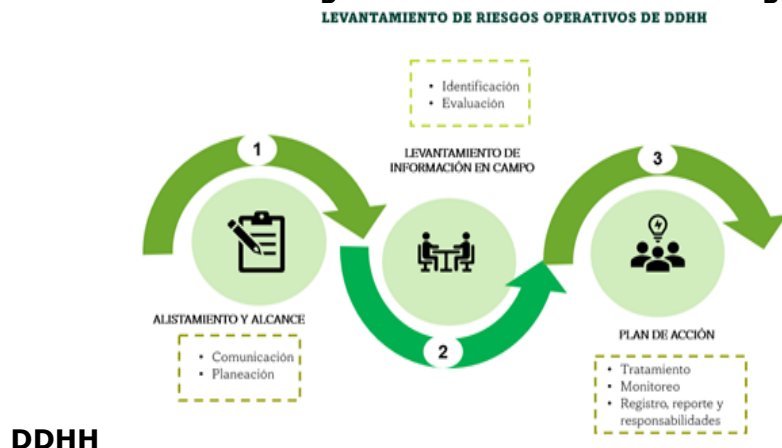 LEVANTAMIENTO DE RIESGOS OPERATIVOS DE DDHH
• Identificación
• Evaluación
1
LEVANTAMIENTO DE
INFORMACIÓN EN CAMPO
3
ALISTAMIENTO Y ALCANCE
• Comunicación
• Planeación
2
PLAN DE ACCIÓN
• Tratamiento
• Monitoreo
• Registro, reporte y
responsabilidades
DDHH